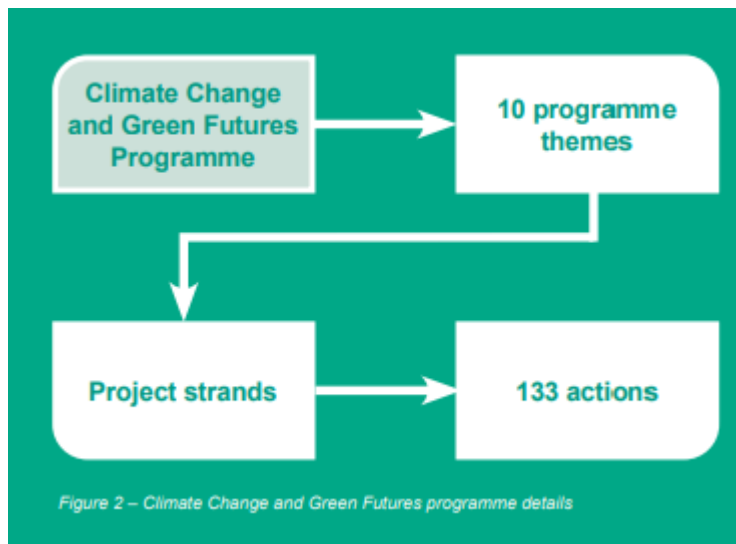 Climate Change
and Green Futures
Programme
10 programme
themes
Project strands
133 actions
Figure 2 – Climate Change and Green Futures programme details